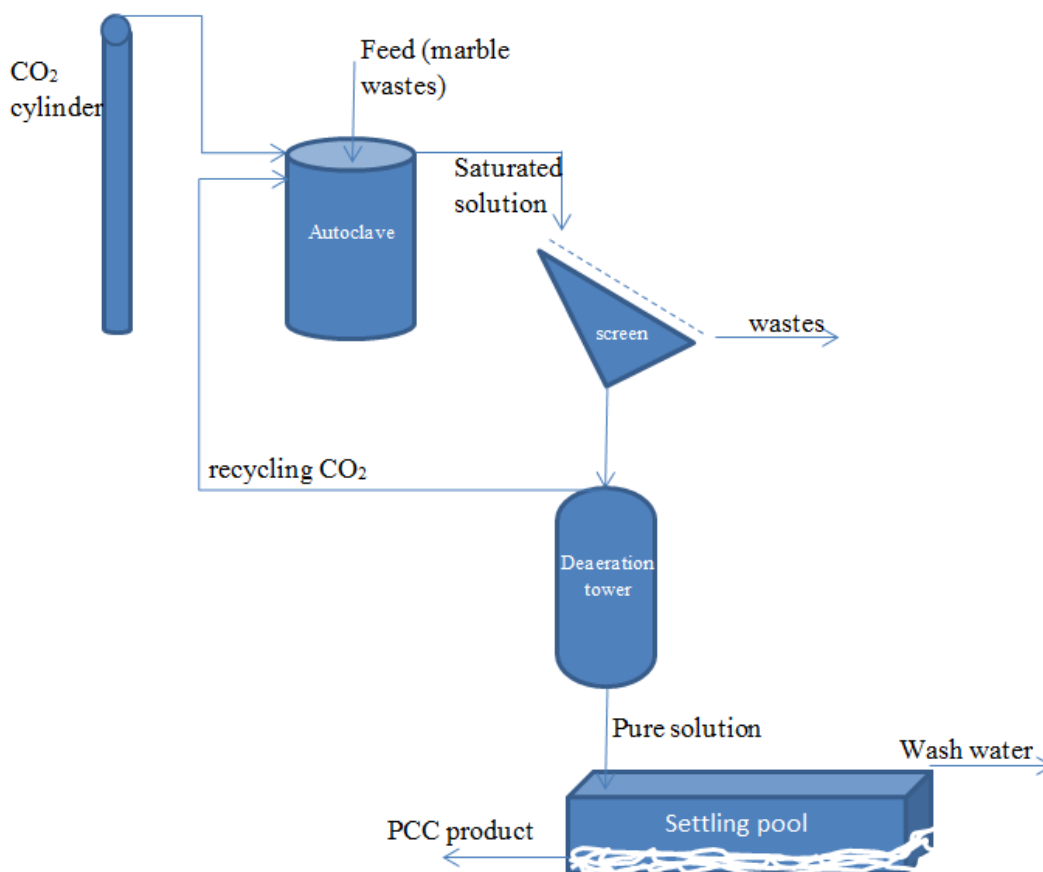 CO₂
cylinder
Feed (marble
wastes)
Saturated
solution
Autoclave
screen
wastes
recycling CO₂
Deaeration
tower
Pure solution
Wash water
Settling pool
PCC product